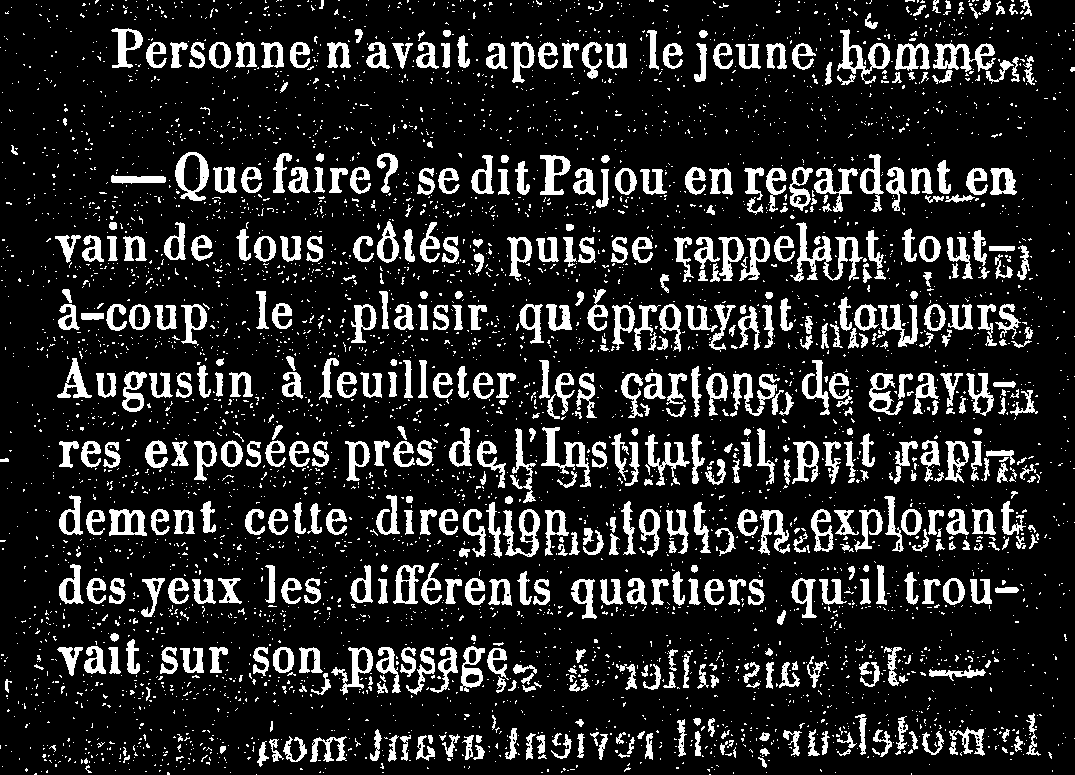 Personne n'avait aperçu le jeune homme.
— Que faire? se dit Pajou en regardant en
vain de tous côtés; puis se rappelant tout-
à-coup le plaisir qu'éprouvait toujours
Augustin à feuilleter les cartons de gravu-
res exposées près de l'Institut, il prit rapi-
dement cette direction, tout en explorant
des yeux les différents quartiers qu'il trou-
vait sur son passage.